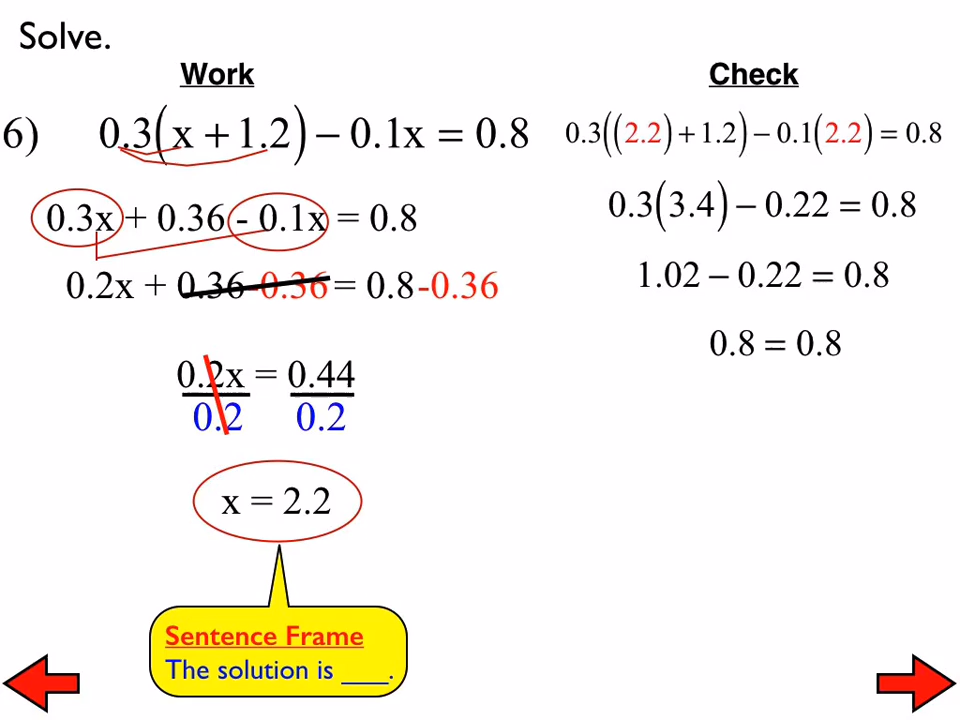 Solve.
Work
6) 0.3(x + 1.2) − 0.1x = 0.8
0.3x + 0.36 - 0.1x = 0.8
0.2x + 0.36-0.36 = 0.8-0.36
0.2x = 0.44
0.2 0.2
x = 2.2
Sentence Frame
The solution is ___.
Check
0.3((2.2) + 1.2) − 0.1(2.2) = 0.8
0.3(3.4) − 0.22 = 0.8
1.02 − 0.22 = 0.8
0.8 = 0.8